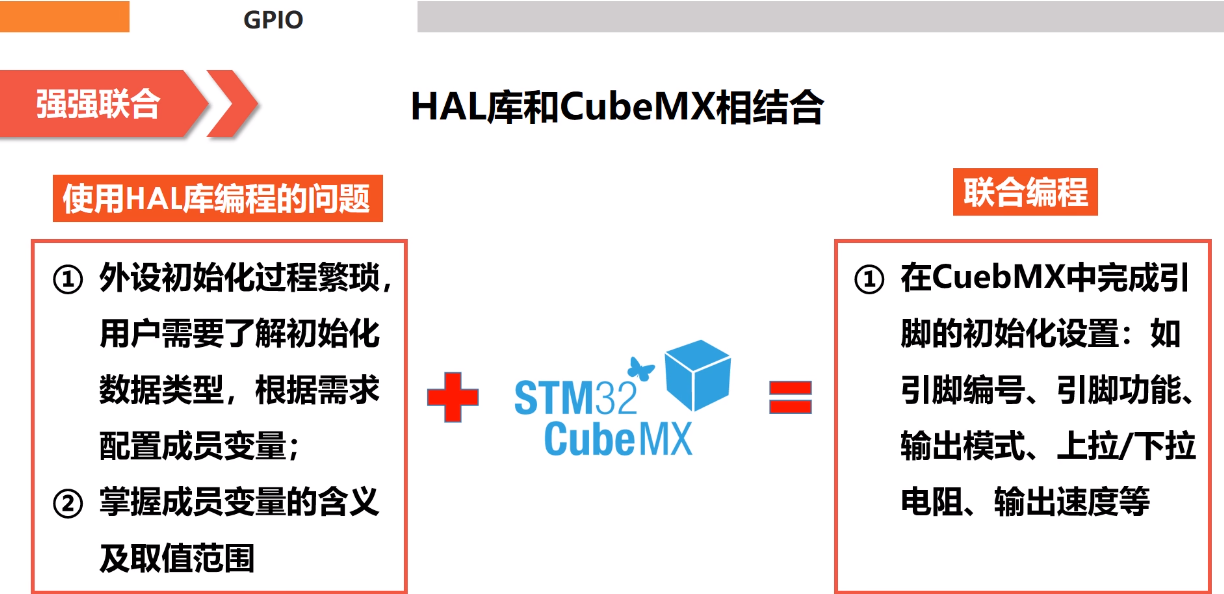 GPIO
强强联合
HAL库和CubeMX相结合
使用HAL库编程的问题
① 外设初始化过程繁琐，
用户需要了解初始化
数据类型，根据需求
配置成员变量；
② 掌握成员变量的含义
及取值范围
STM32
CubeMX
联合编程
① 在CuebMX中完成引
脚的初始化设置：如
引脚编号、引脚功能、
输出模式、上拉/下拉
电阻、输出速度等